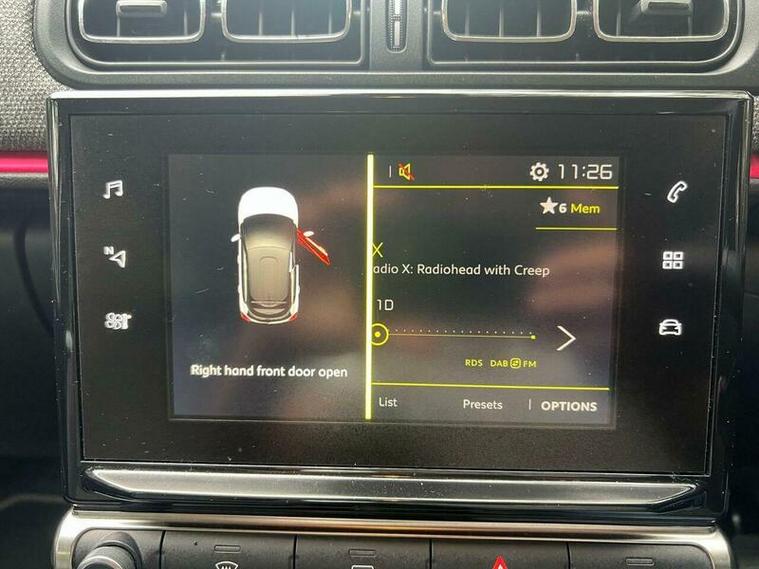 11:26
6 Mem
X
adio X: Radiohead with Creep
1D
Right hand front door open
RDS DAB FM
List Presets OPTIONS
N